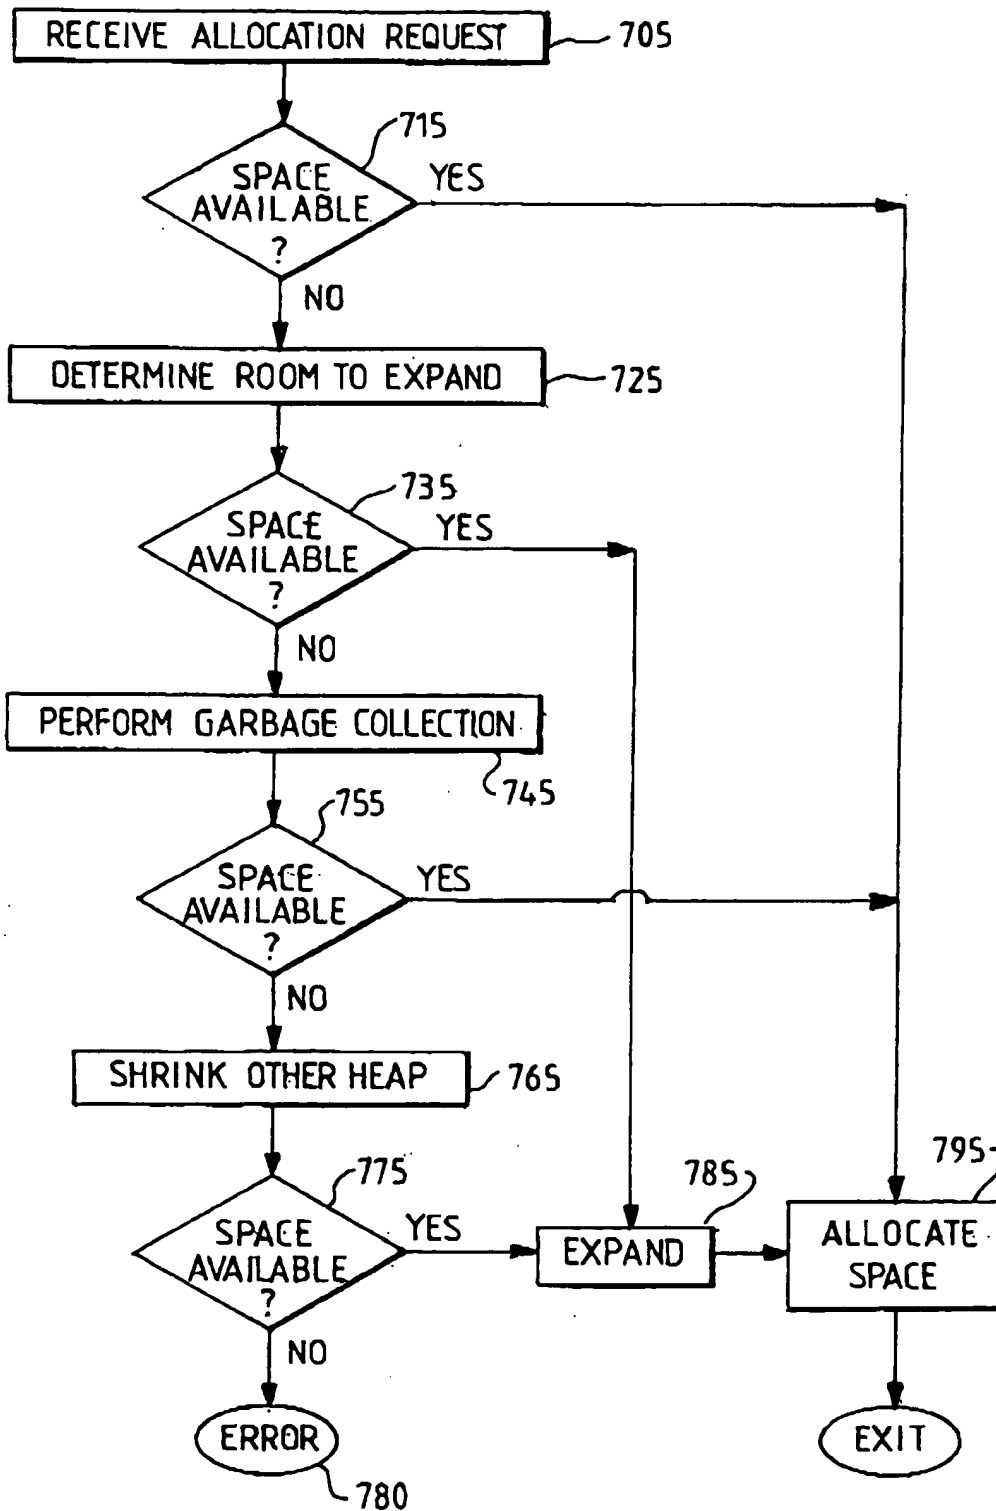 RECEIVE ALLOCATION REQUEST
705
715
SPACE
AVAILABLE
?
YES
NO
DETERMINE ROOM TO EXPAND
725
735
SPACE
AVAILABLE
?
YES
NO
PERFORM GARBAGE COLLECTION
745
755
SPACE
AVAILABLE
?
YES
NO
SHRINK OTHER HEAP
765
775
SPACE
AVAILABLE
?
YES
NO
785
EXPAND
795
ALLOCATE
SPACE
ERROR
780
EXIT